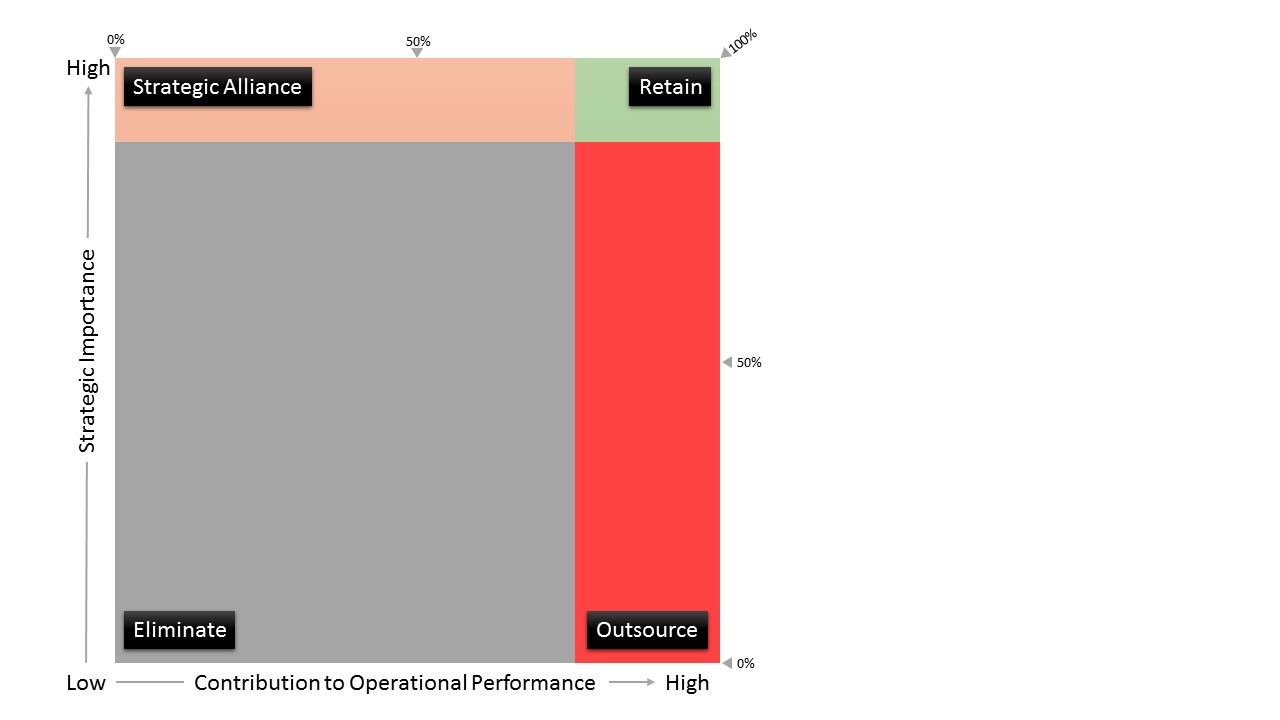 0%
50%
100%
High
Strategic Alliance
Retain
Strategic Importance
50%
Eliminate
Outsource
0%
Low
Contribution to Operational Performance
High